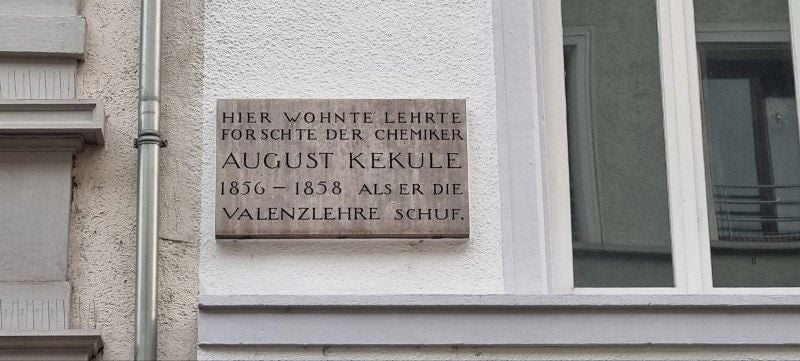 HIER WOHNTE LEHRTE
FORSCHTE DER CHEMIKER
AUGUST KEKULE
1856 – 1858 ALS ER DIE
VALENZLEHRE SCHUF.